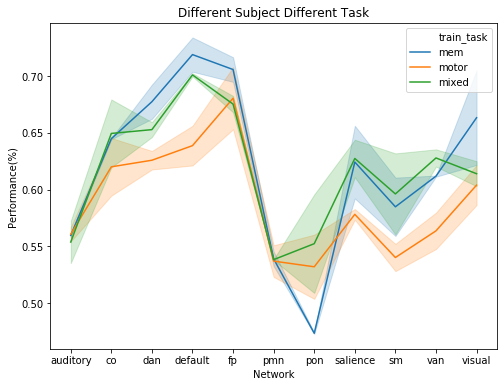 Different Subject Different Task
train_task
mem
motor
mixed
Performance(%)
0.70
0.65
0.60
0.55
0.50
auditory co dan default fp pmn pon salience sm van visual
Network